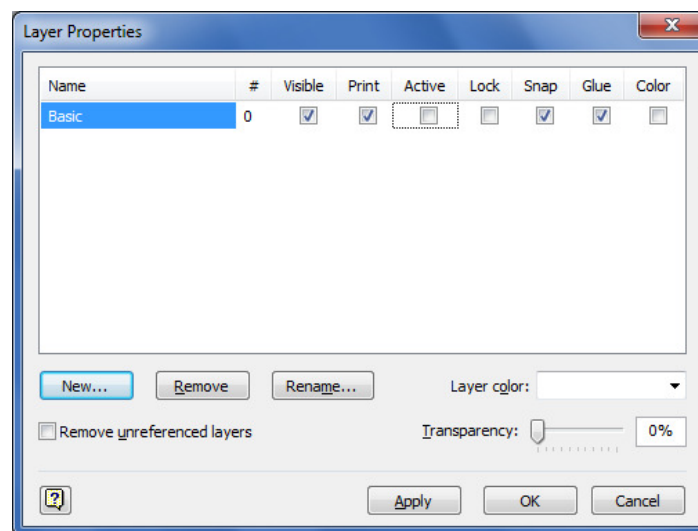 Layer Properties
Name # Visible Print Active Lock Snap Glue Color
Basic 0
New... Remove Rename... Layer color:
Remove unreferenced layers Transparency: 0%
Apply OK Cancel